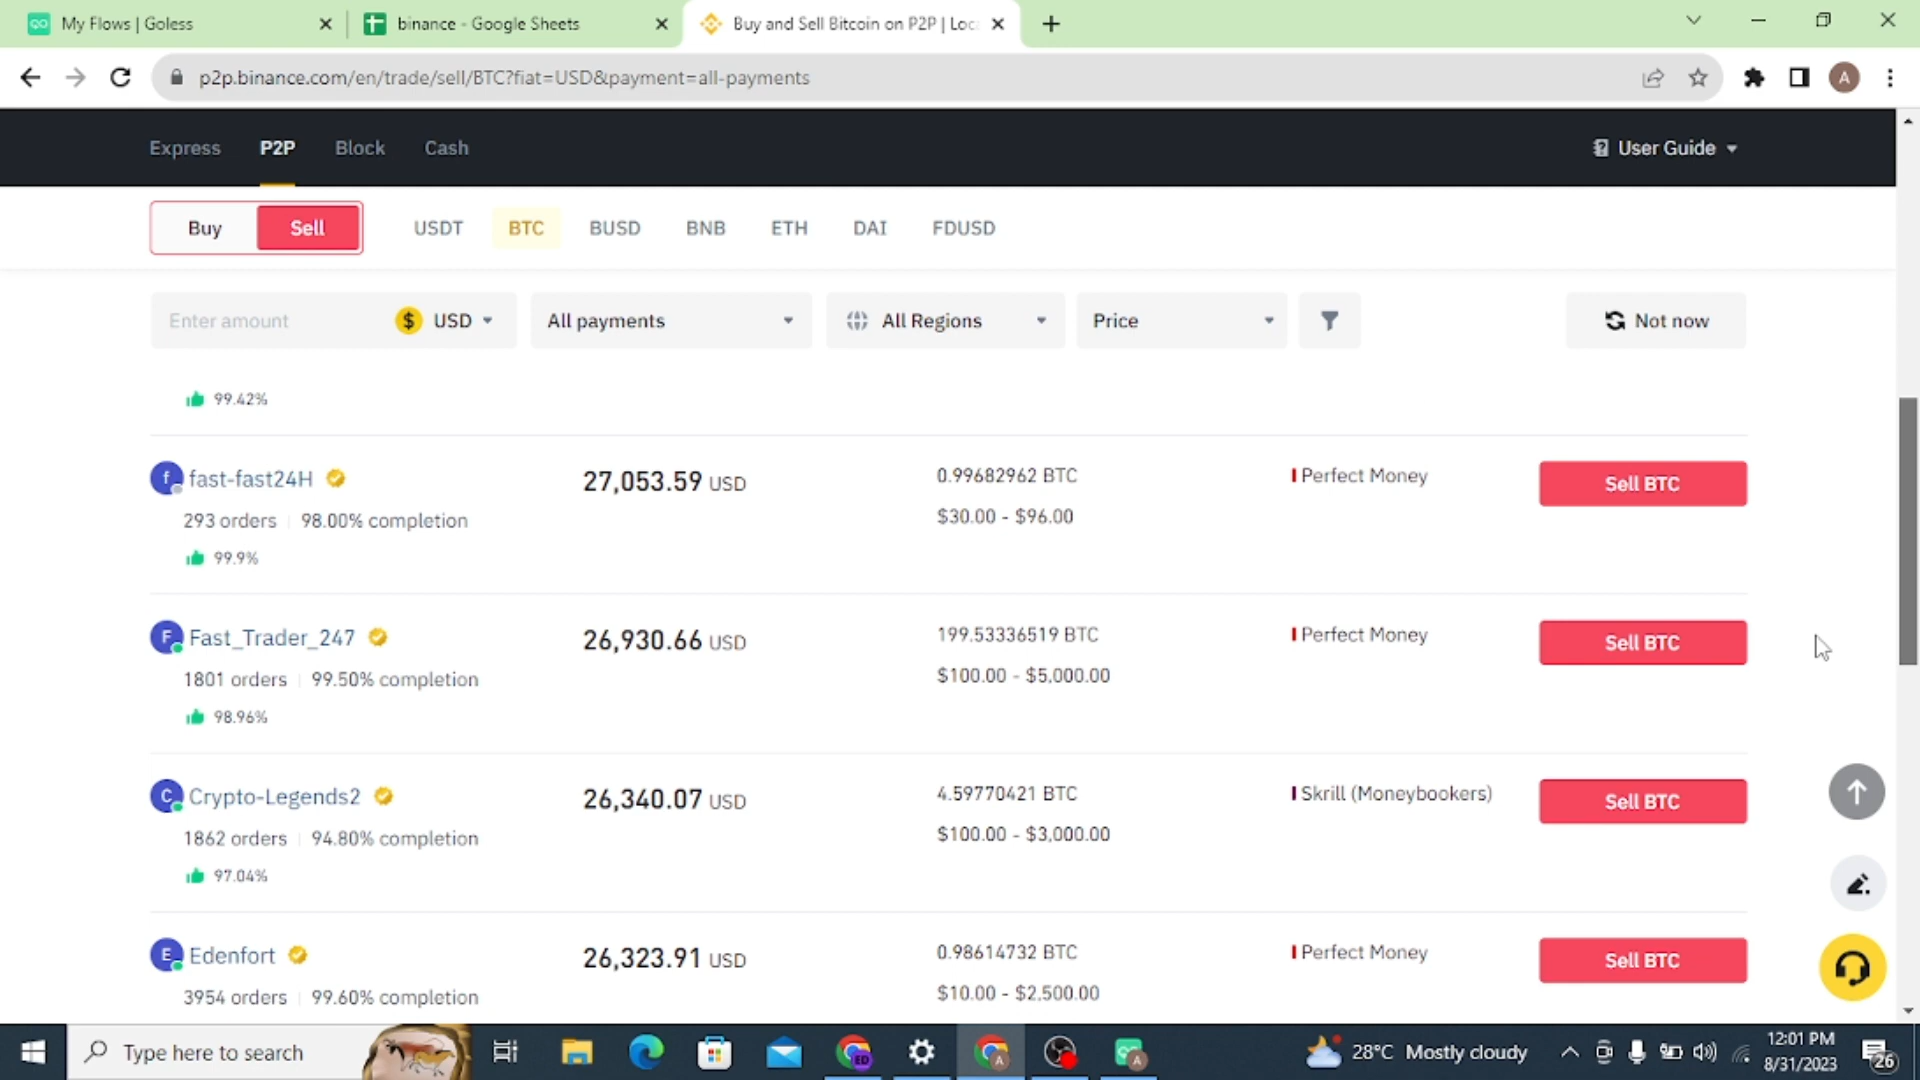 My Flows | Goless
binance - Google Sheets
Buy and Sell Bitcoin on P2P | Loc
p2p.binance.com/en/trade/sell/BTC?fiat=USD&payment=all-payments
A
Express P2P Block Cash
User Guide
Buy Sell USDT BTC BUSD BNB ETH DAI FDUSD
Enter amount $ USD All payments All Regions Price Not now
99.42%
f fast-fast24H 27,053.59 USD 0.99682962 BTC Perfect Money Sell BTC
293 orders 98.00% completion $30.00 - $96.00
99.9%
F Fast_Trader_247 26,930.66 USD 199.53336519 BTC Perfect Money Sell BTC
1801 orders 99.50% completion $100.00 - $5,000.00
98.96%
C Crypto-Legends2 26,340.07 USD 4.59770421 BTC Skrill (Moneybookers) Sell BTC
1862 orders 94.80% completion $100.00 - $3,000.00
97.04%
E Edenfort 26,323.91 USD 0.98614732 BTC Perfect Money Sell BTC
3954 orders 99.60% completion $10.00 - $2,500.00
Type here to search ED A A 28°C Mostly cloudy 12:01 PM 26
8/31/2023